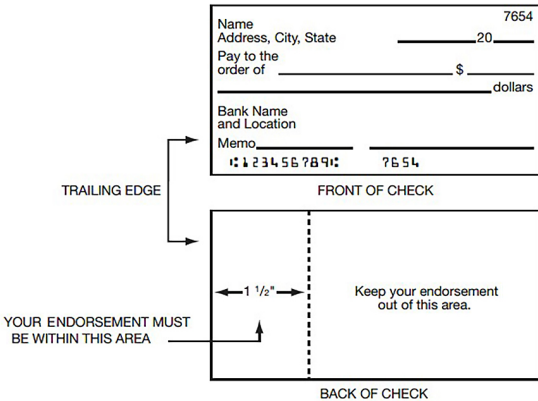 7654
Name
Address, City, State 20
Pay to the
order of $
dollars
Bank Name
and Location
Memo
⑆123456789⑆ 7654
TRAILING EDGE
FRONT OF CHECK
1 1/2"
Keep your endorsement
out of this area.
YOUR ENDORSEMENT MUST
BE WITHIN THIS AREA
BACK OF CHECK